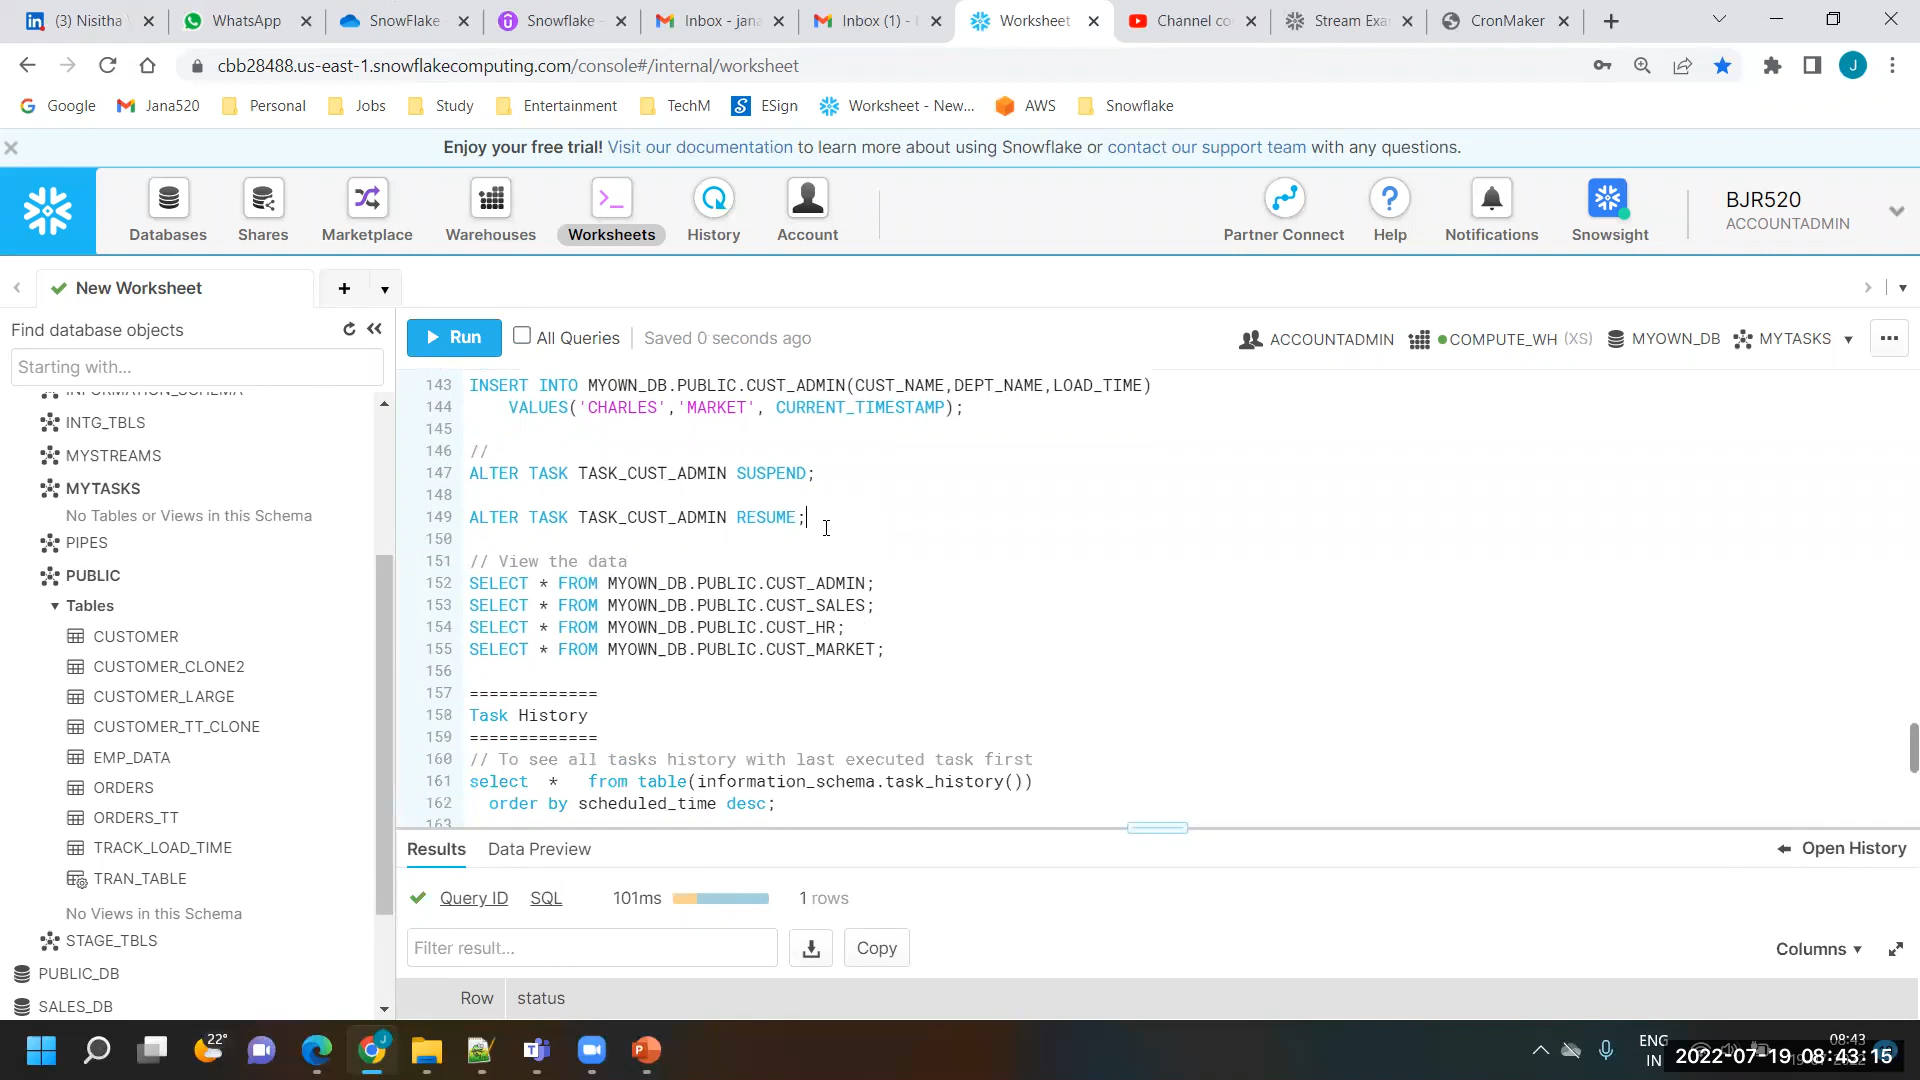 (3) Nisitha
WhatsApp
SnowFlake
Snowflake -
Inbox - jana
Inbox (1) -
Worksheet
Channel co
Stream Exa
CronMaker
cbb28488.us-east-1.snowflakecomputing.com/console#/internal/worksheet
J
Google
Jana520
Personal
Jobs
Study
Entertainment
TechM
ESign
Worksheet - New...
AWS
Snowflake
Enjoy your free trial! Visit our documentation to learn more about using Snowflake or contact our support team with any questions.
Databases
Shares
Marketplace
Warehouses
Worksheets
History
Account
Partner Connect
Help
Notifications
Snowsight
BJR520
ACCOUNTADMIN
New Worksheet
Find database objects
Starting with...
INFORMATION_SCHEMA
INTG_TBLS
MYSTREAMS
MYTASKS
No Tables or Views in this Schema
PIPES
PUBLIC
Tables
CUSTOMER
CUSTOMER_CLONE2
CUSTOMER_LARGE
CUSTOMER_TT_CLONE
EMP_DATA
ORDERS
ORDERS_TT
TRACK_LOAD_TIME
TRAN_TABLE
No Views in this Schema
STAGE_TBLS
PUBLIC_DB
SALES_DB
Run
All Queries
Saved 0 seconds ago
ACCOUNTADMIN
COMPUTE_WH (XS)
MYOWN_DB
MYTASKS
143 INSERT INTO MYOWN_DB.PUBLIC.CUST_ADMIN(CUST_NAME,DEPT_NAME,LOAD_TIME)
144 VALUES('CHARLES','MARKET', CURRENT_TIMESTAMP);
145
146 //
147 ALTER TASK TASK_CUST_ADMIN SUSPEND;
148
149 ALTER TASK TASK_CUST_ADMIN RESUME;
150
151 // View the data
152 SELECT * FROM MYOWN_DB.PUBLIC.CUST_ADMIN;
153 SELECT * FROM MYOWN_DB.PUBLIC.CUST_SALES;
154 SELECT * FROM MYOWN_DB.PUBLIC.CUST_HR;
155 SELECT * FROM MYOWN_DB.PUBLIC.CUST_MARKET;
156
157 =============
158 Task History
159 =============
160 // To see all tasks history with last executed task first
161 select * from table(information_schema.task_history())
162 order by scheduled_time desc;
163
Results
Data Preview
Open History
Query ID
SQL
101ms
1 rows
Filter result...
Copy
Columns
Row
status
22°
ENG
IN
08:43
2022-07-19 08:43:15